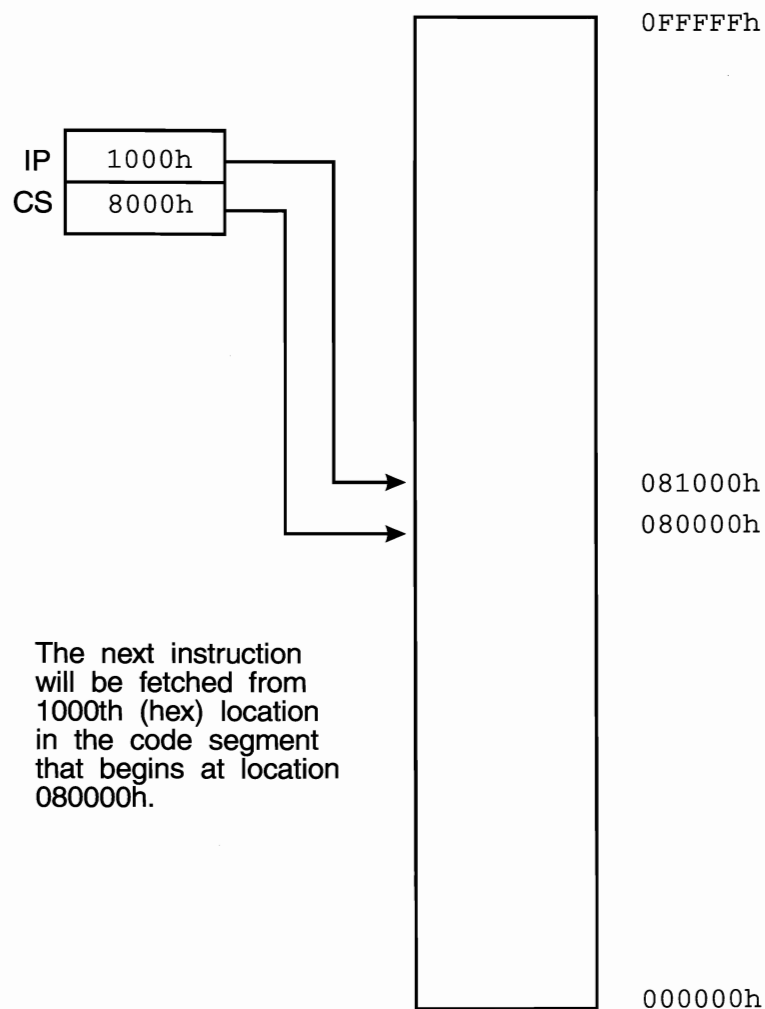 0FFFFFh
IP 1000h
CS 8000h
081000h
080000h
The next instruction
will be fetched from
1000th (hex) location
in the code segment
that begins at location
080000h.
000000h